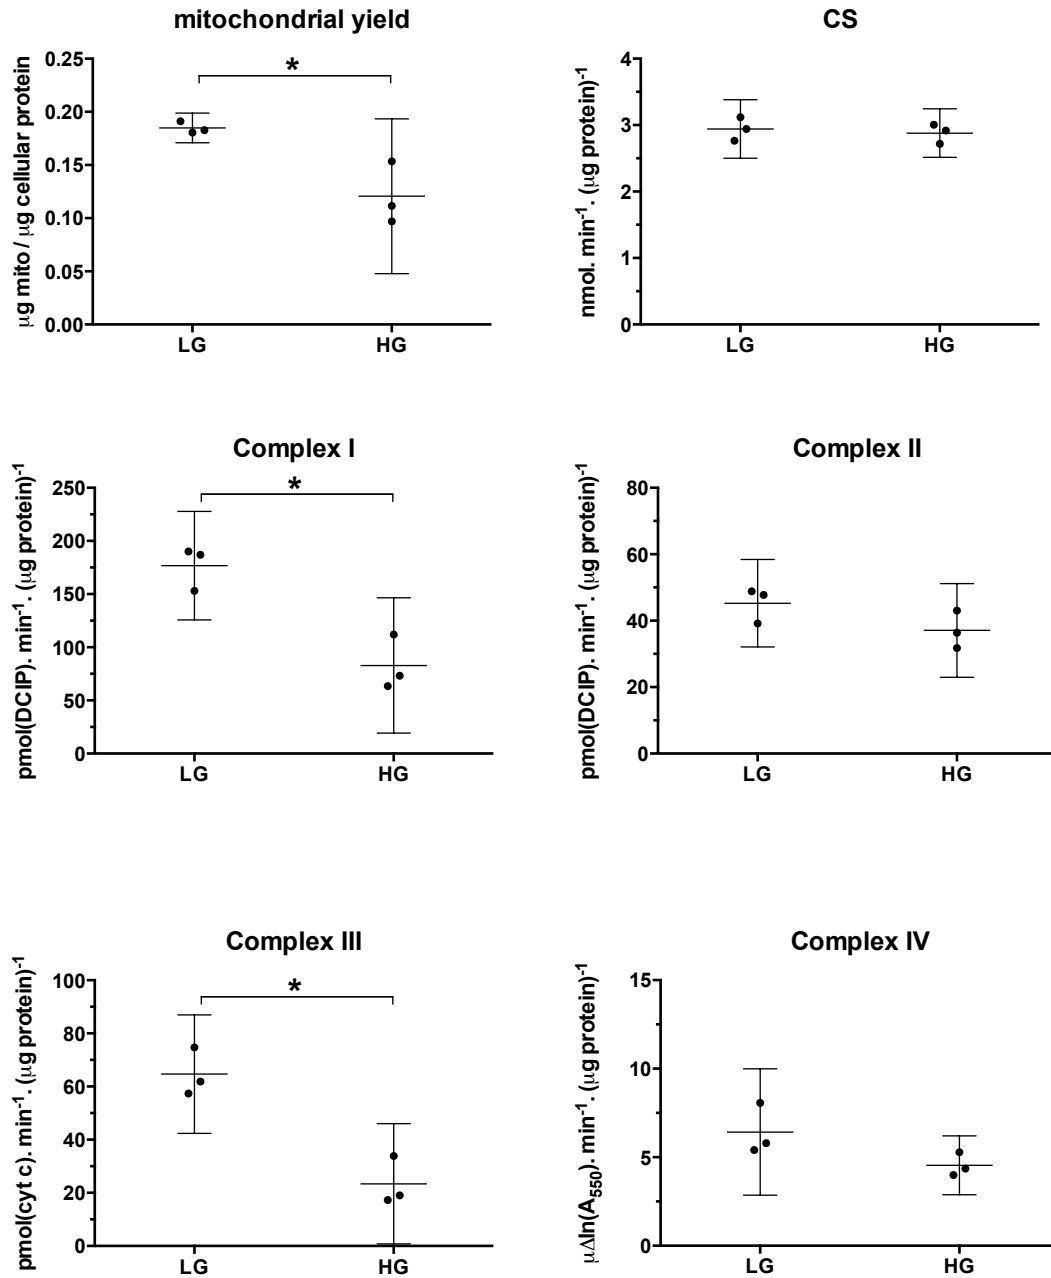 mitochondrial yield
µg mito / µg cellular protein
0.25
0.20
0.15
0.10
0.05
0.00
*
LG HG
CS
nmol. min⁻¹. (µg protein)⁻¹
4
3
2
1
0
LG HG
Complex I
pmol(DCIP). min⁻¹. (µg protein)⁻¹
250
200
150
100
50
0
*
LG HG
Complex II
pmol(DCIP). min⁻¹. (µg protein)⁻¹
80
60
40
20
0
LG HG
Complex III
pmol(cyt c). min⁻¹. (µg protein)⁻¹
100
80
60
40
20
0
*
LG HG
Complex IV
µΔln(A₅₅₀). min⁻¹. (µg protein)⁻¹
15
10
5
0
LG HG